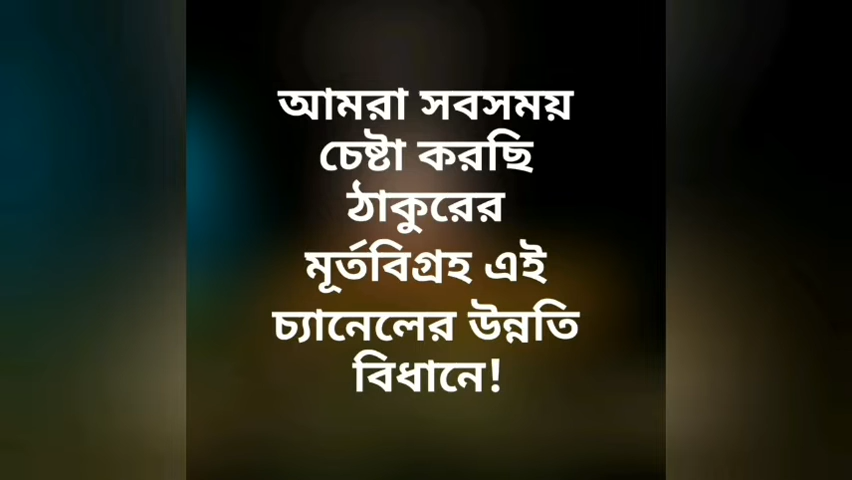 আমরা সবসময়
চেষ্টা করছি
ঠাকুরের
মূর্তবিগ্রহ এই
চ্যানেলের উন্নতি
বিধানে!